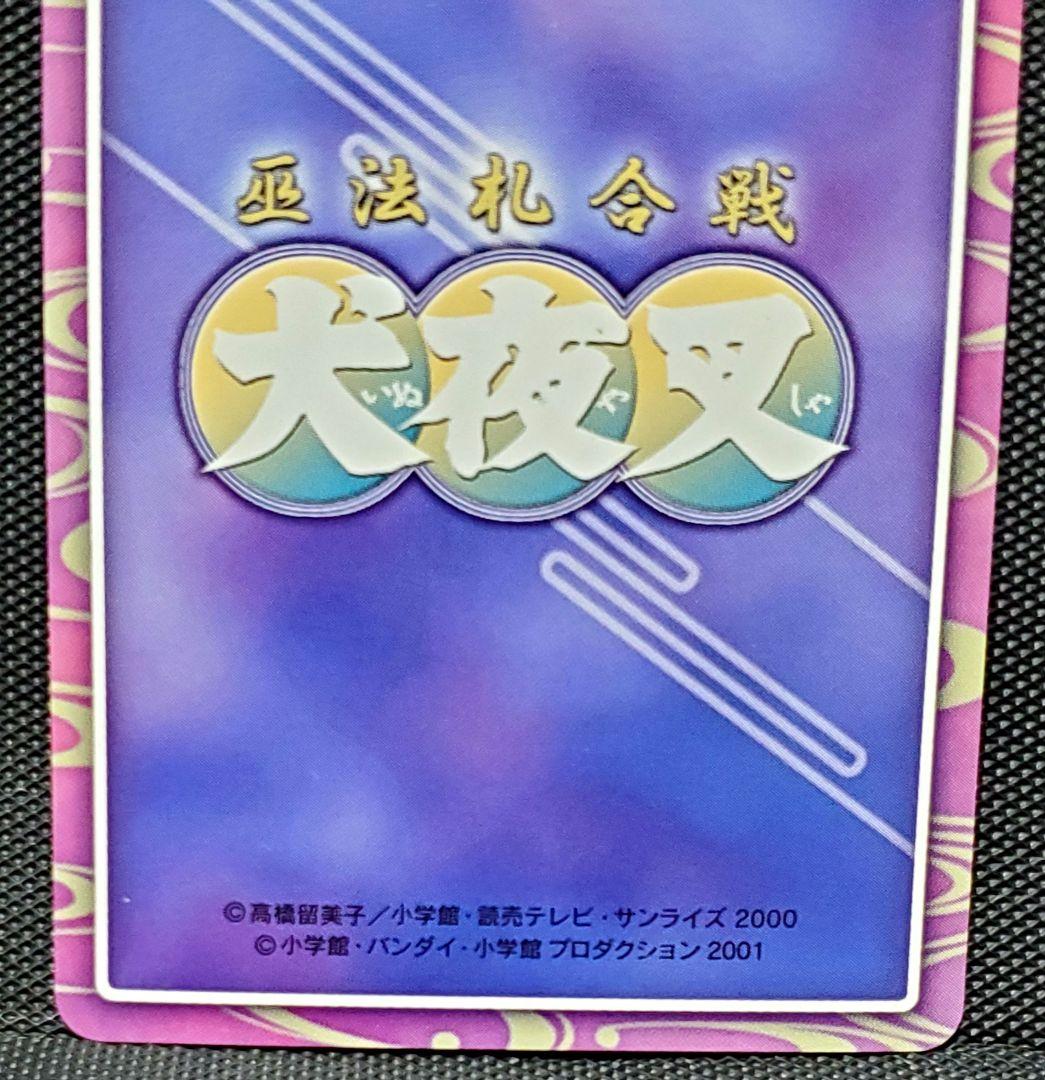 巫法札合戦
犬夜叉
いぬ や しゃ
©高橋留美子／小学館・読売テレビ・サンライズ 2000
©小学館・バンダイ・小学館プロダクション 2001